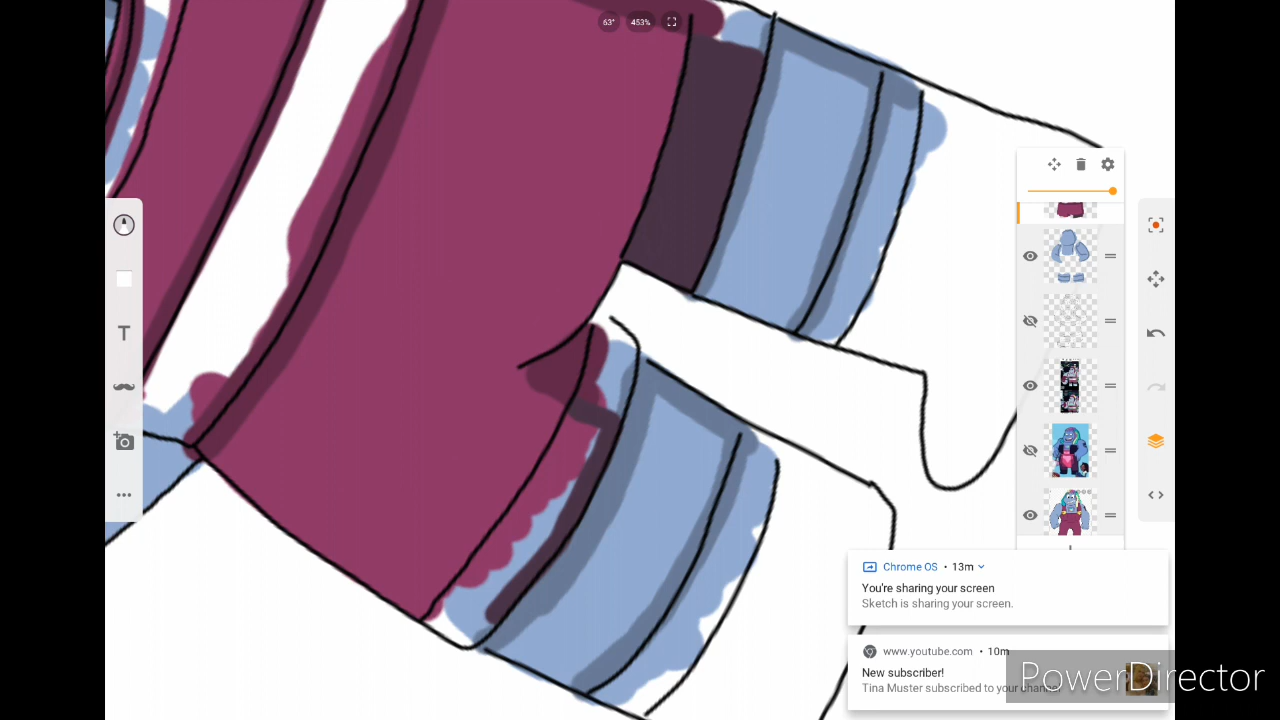 63° 453%
T
Chrome OS • 13m
You're sharing your screen
Sketch is sharing your screen.
www.youtube.com • 10m
New subscriber!
Tina Muster subscribed to your channel
PowerDirector